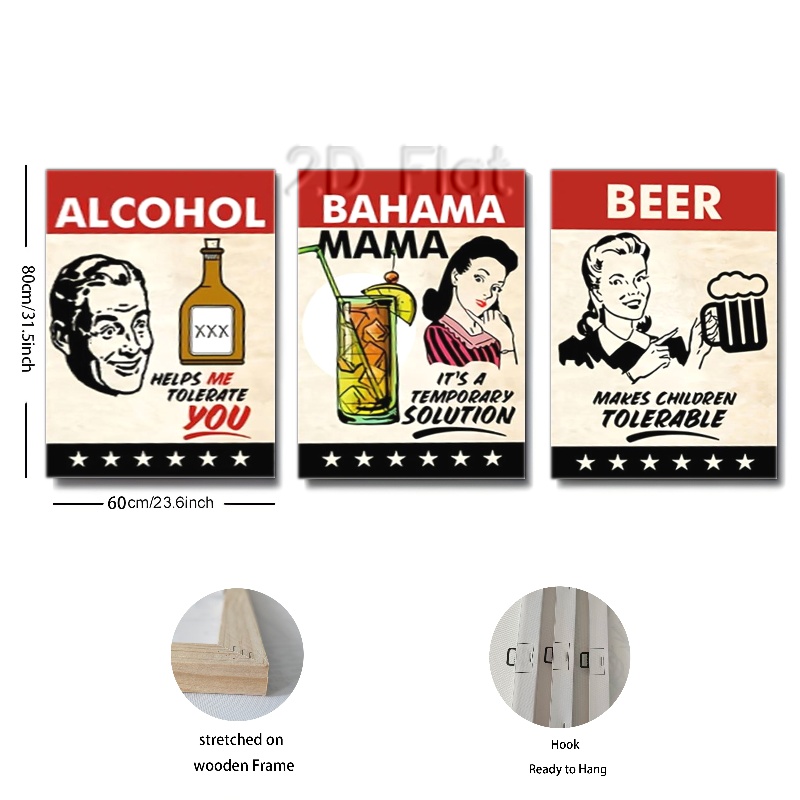 2D Flat
ALCOHOL
XXX
HELPS ME
TOLERATE
YOU
BAHAMA
MAMA
IT'S A
TEMPORARY
SOLUTION
BEER
MAKES CHILDREN
TOLERABLE
80cm/31.5inch
60cm/23.6inch
stretched on
wooden Frame
Hook
Ready to Hang